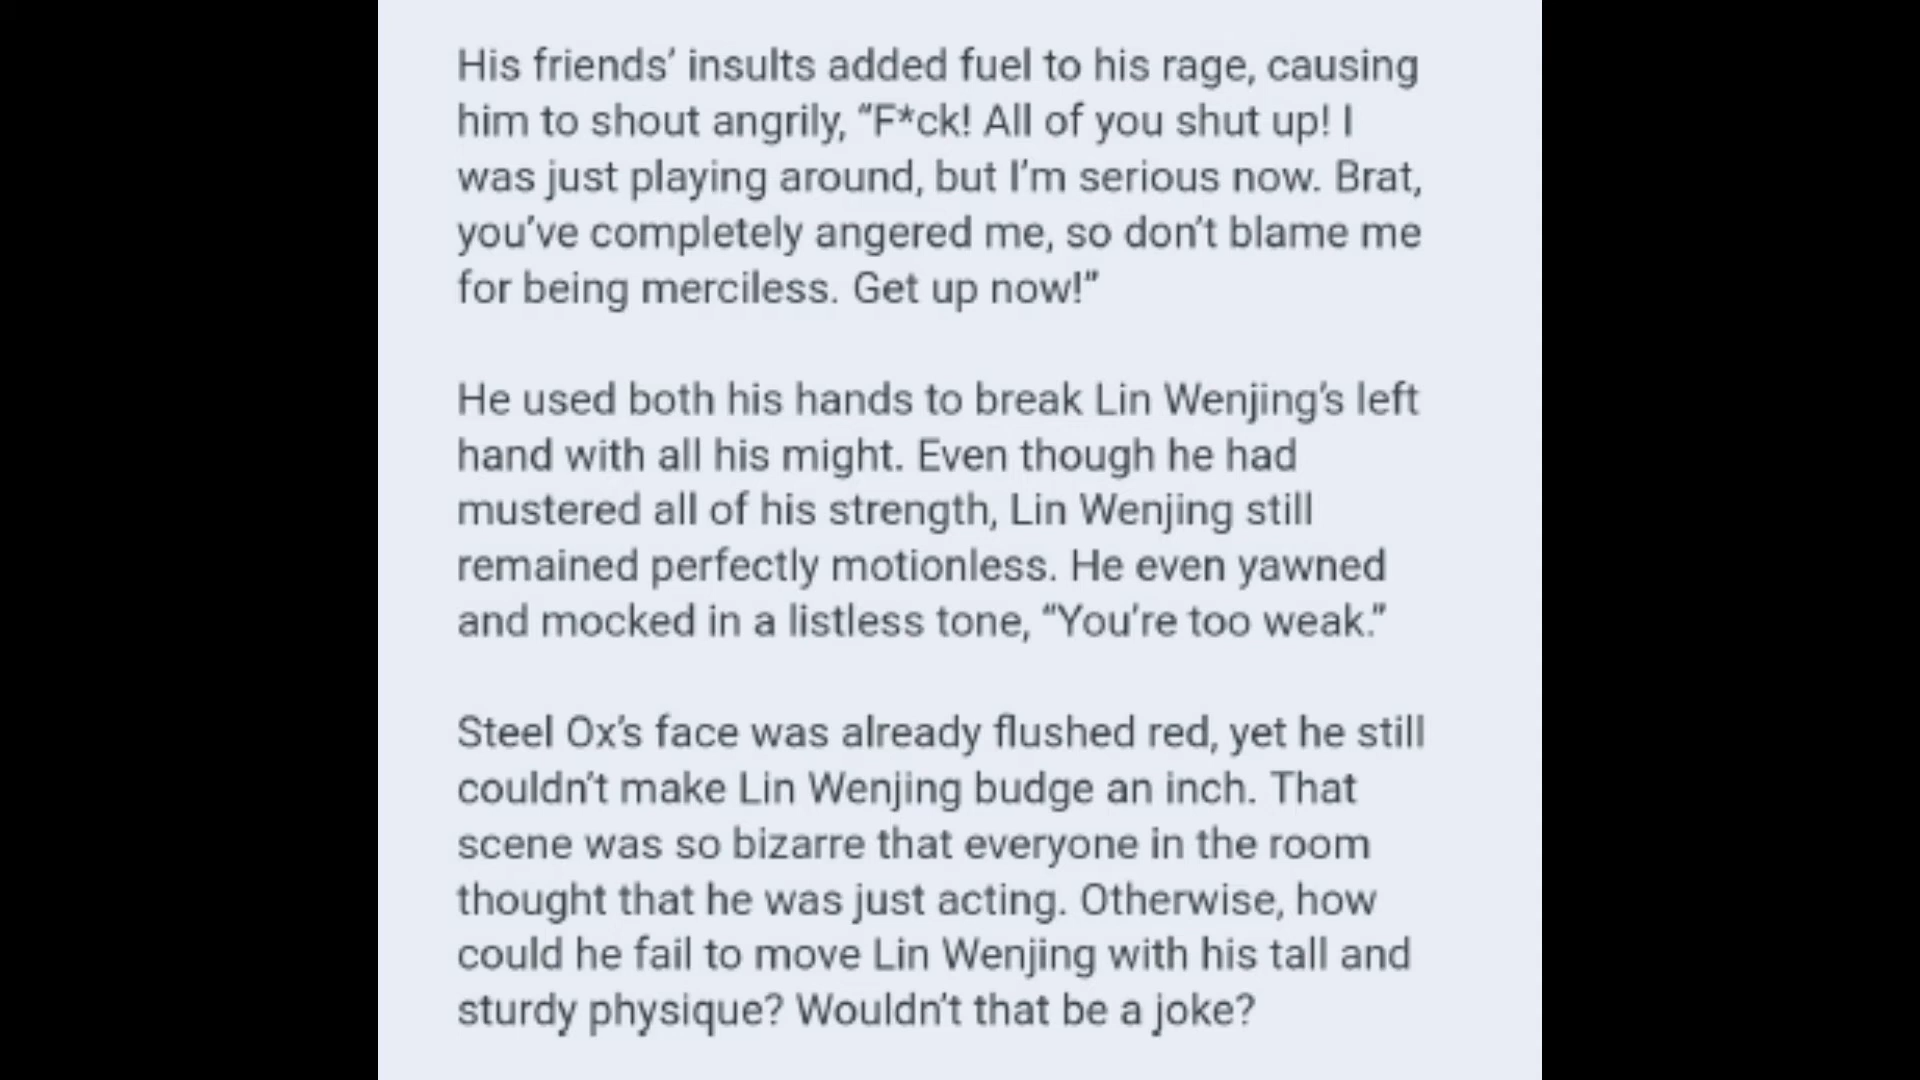 His friends’ insults added fuel to his rage, causing
him to shout angrily, “F*ck! All of you shut up! I
was just playing around, but I’m serious now. Brat,
you’ve completely angered me, so don’t blame me
for being merciless. Get up now!”
He used both his hands to break Lin Wenjing’s left
hand with all his might. Even though he had
mustered all of his strength, Lin Wenjing still
remained perfectly motionless. He even yawned
and mocked in a listless tone, “You’re too weak.”
Steel Ox’s face was already flushed red, yet he still
couldn’t make Lin Wenjing budge an inch. That
scene was so bizarre that everyone in the room
thought that he was just acting. Otherwise, how
could he fail to move Lin Wenjing with his tall and
sturdy physique? Wouldn’t that be a joke?